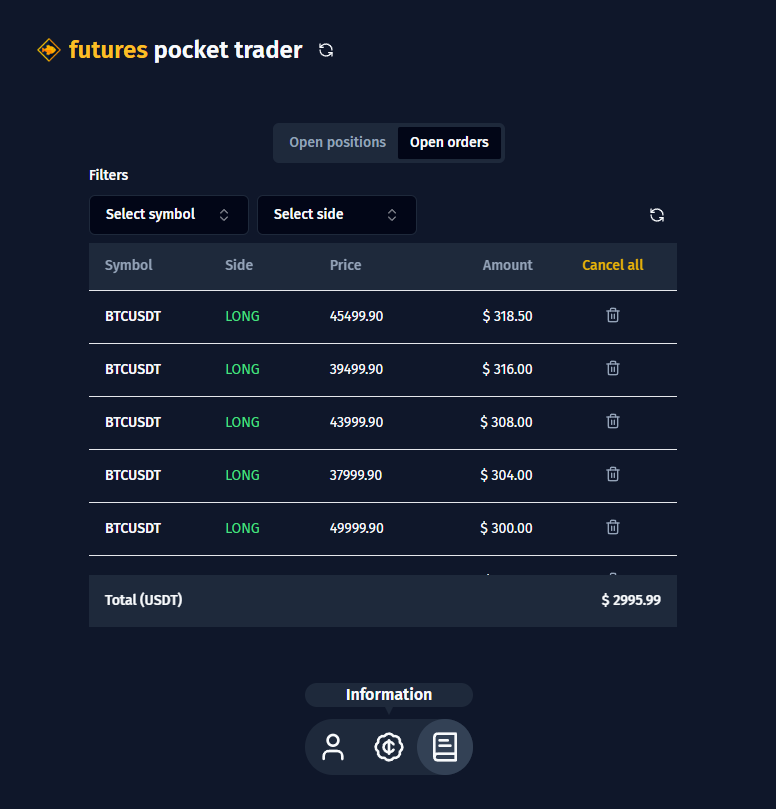 futures pocket trader
Open positions Open orders
Filters
Select symbol Select side
Symbol Side Price Amount Cancel all
BTCUSDT LONG 45499.90 $ 318.50
BTCUSDT LONG 39499.90 $ 316.00
BTCUSDT LONG 43999.90 $ 308.00
BTCUSDT LONG 37999.90 $ 304.00
BTCUSDT LONG 49999.90 $ 300.00
Total (USDT) $ 2995.99
Information